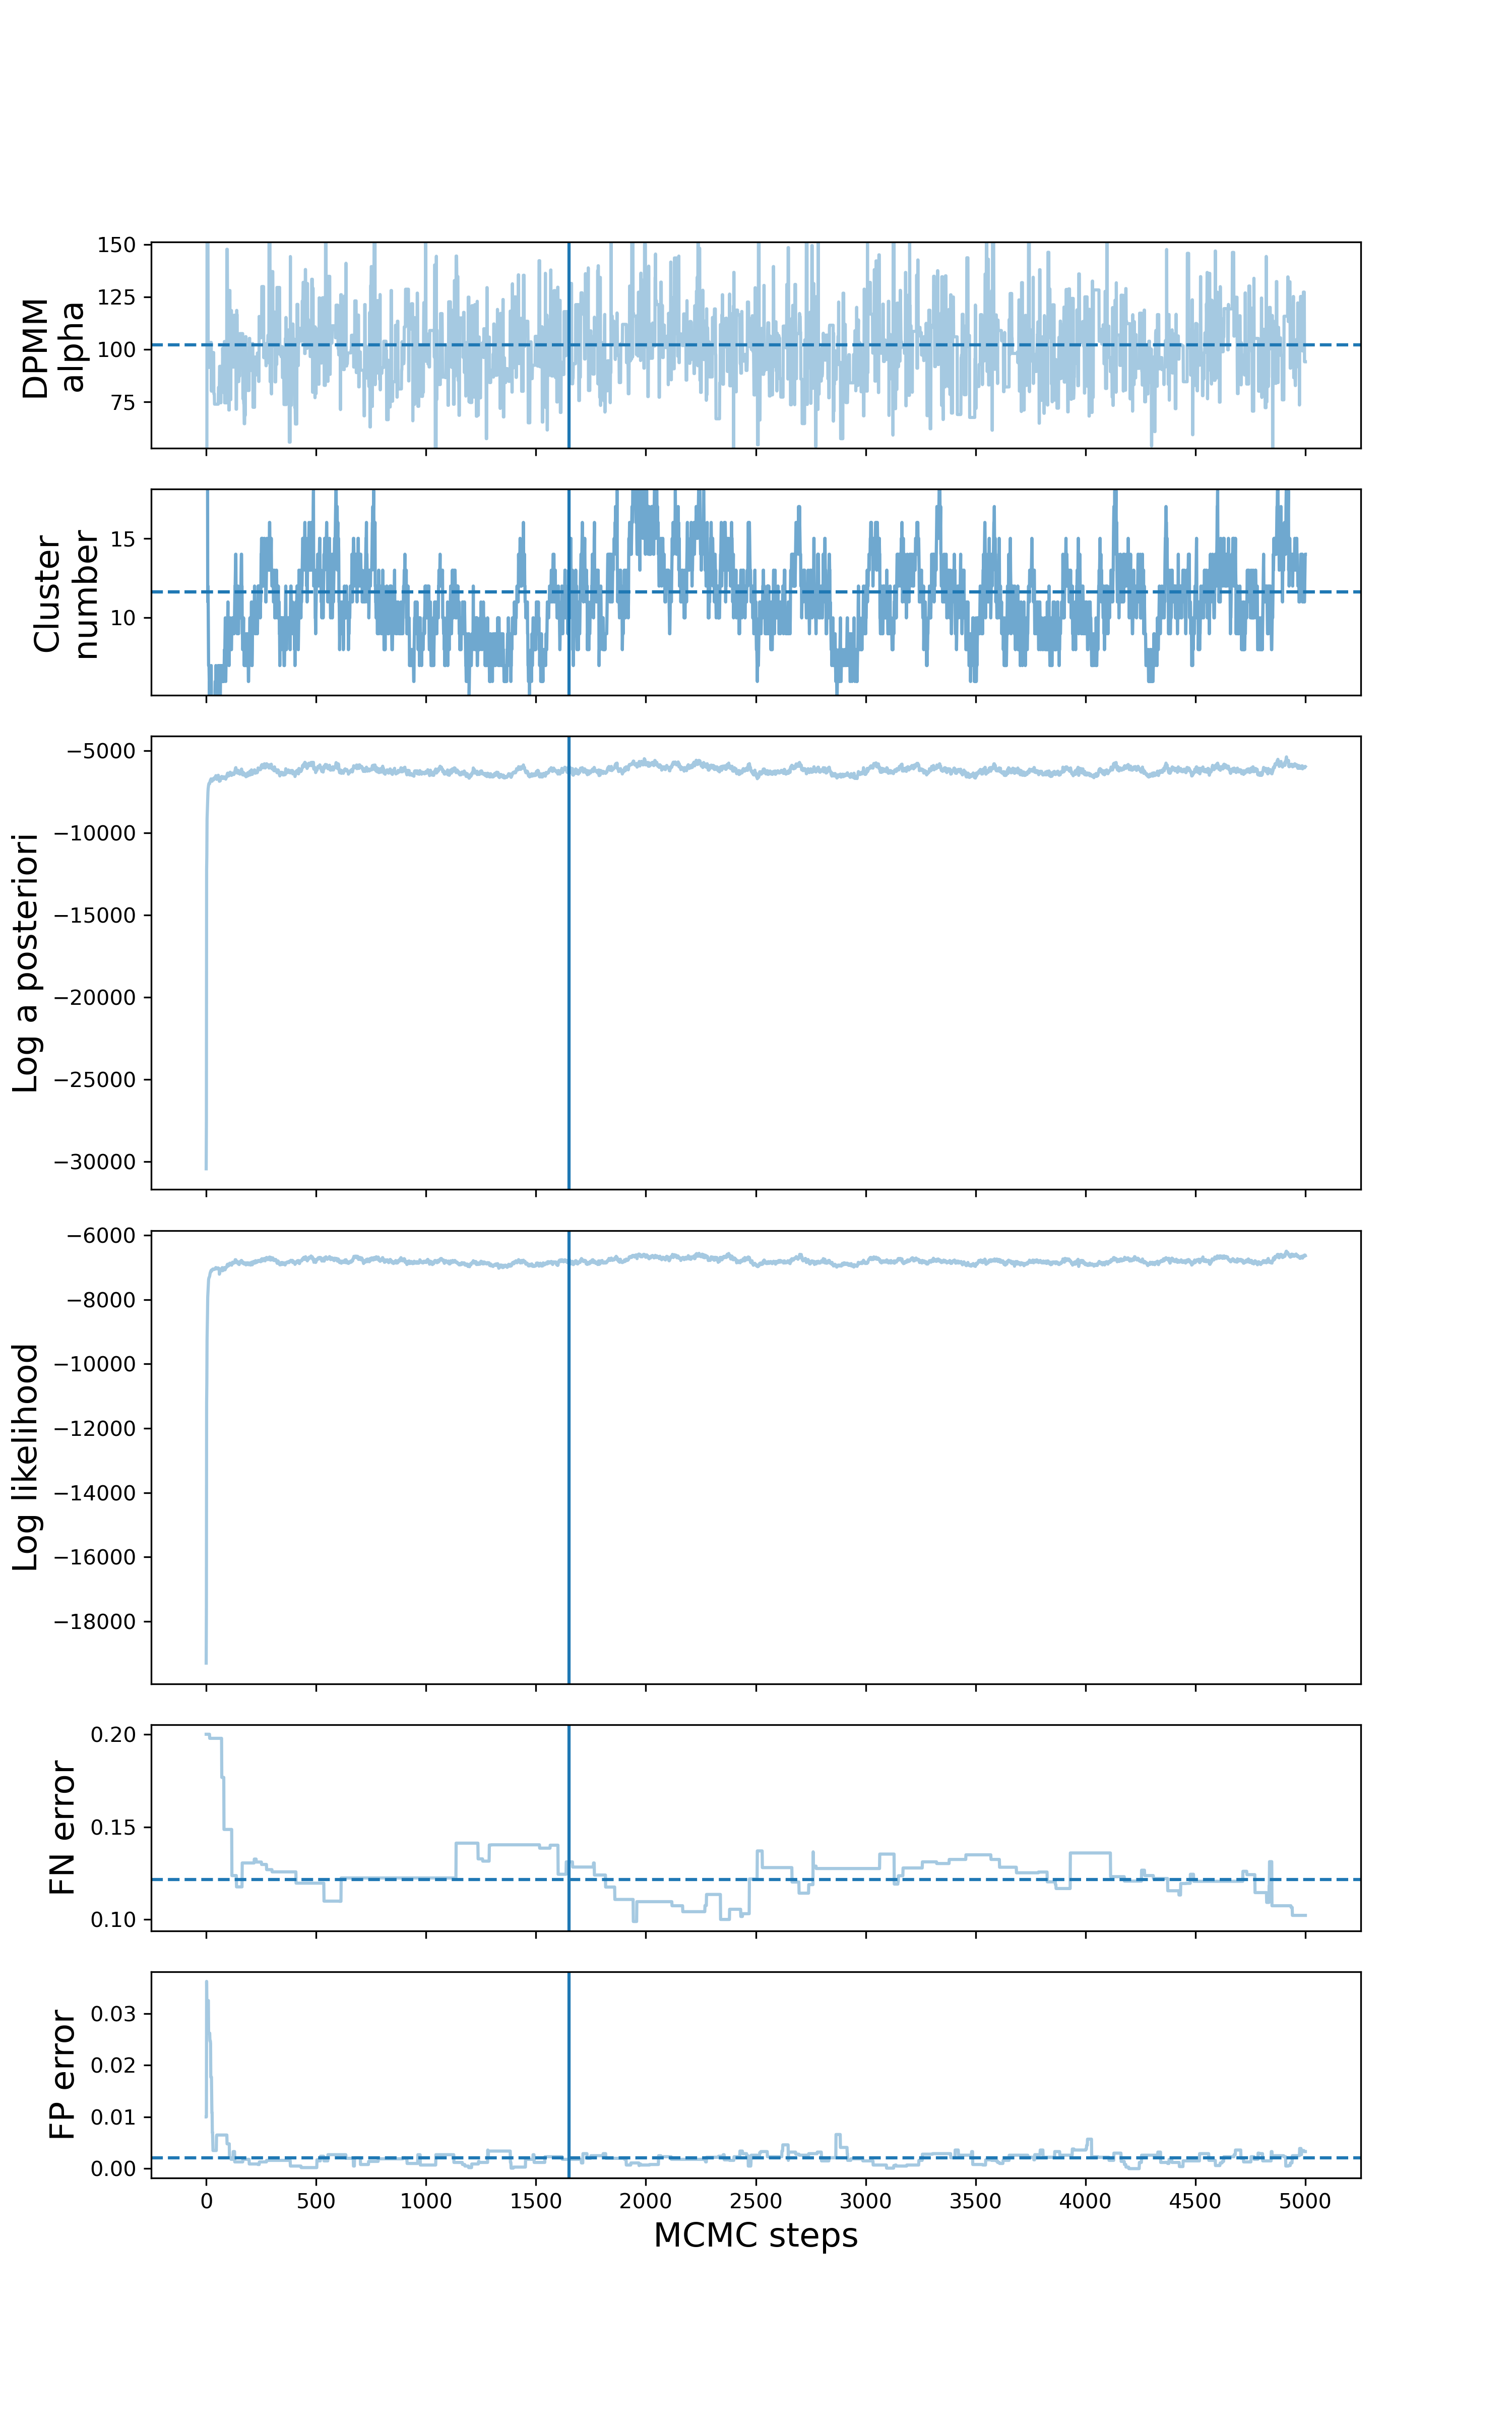 150
125
100
75
DPMM
alpha
15
10
Cluster
number
−5000
−10000
−15000
−20000
−25000
−30000
Log a posteriori
−6000
−8000
−10000
−12000
−14000
−16000
−18000
Log likelihood
0.20
0.15
0.10
FN error
0.03
0.02
0.01
0.00
FP error
0 500 1000 1500 2000 2500 3000 3500 4000 4500 5000
MCMC steps